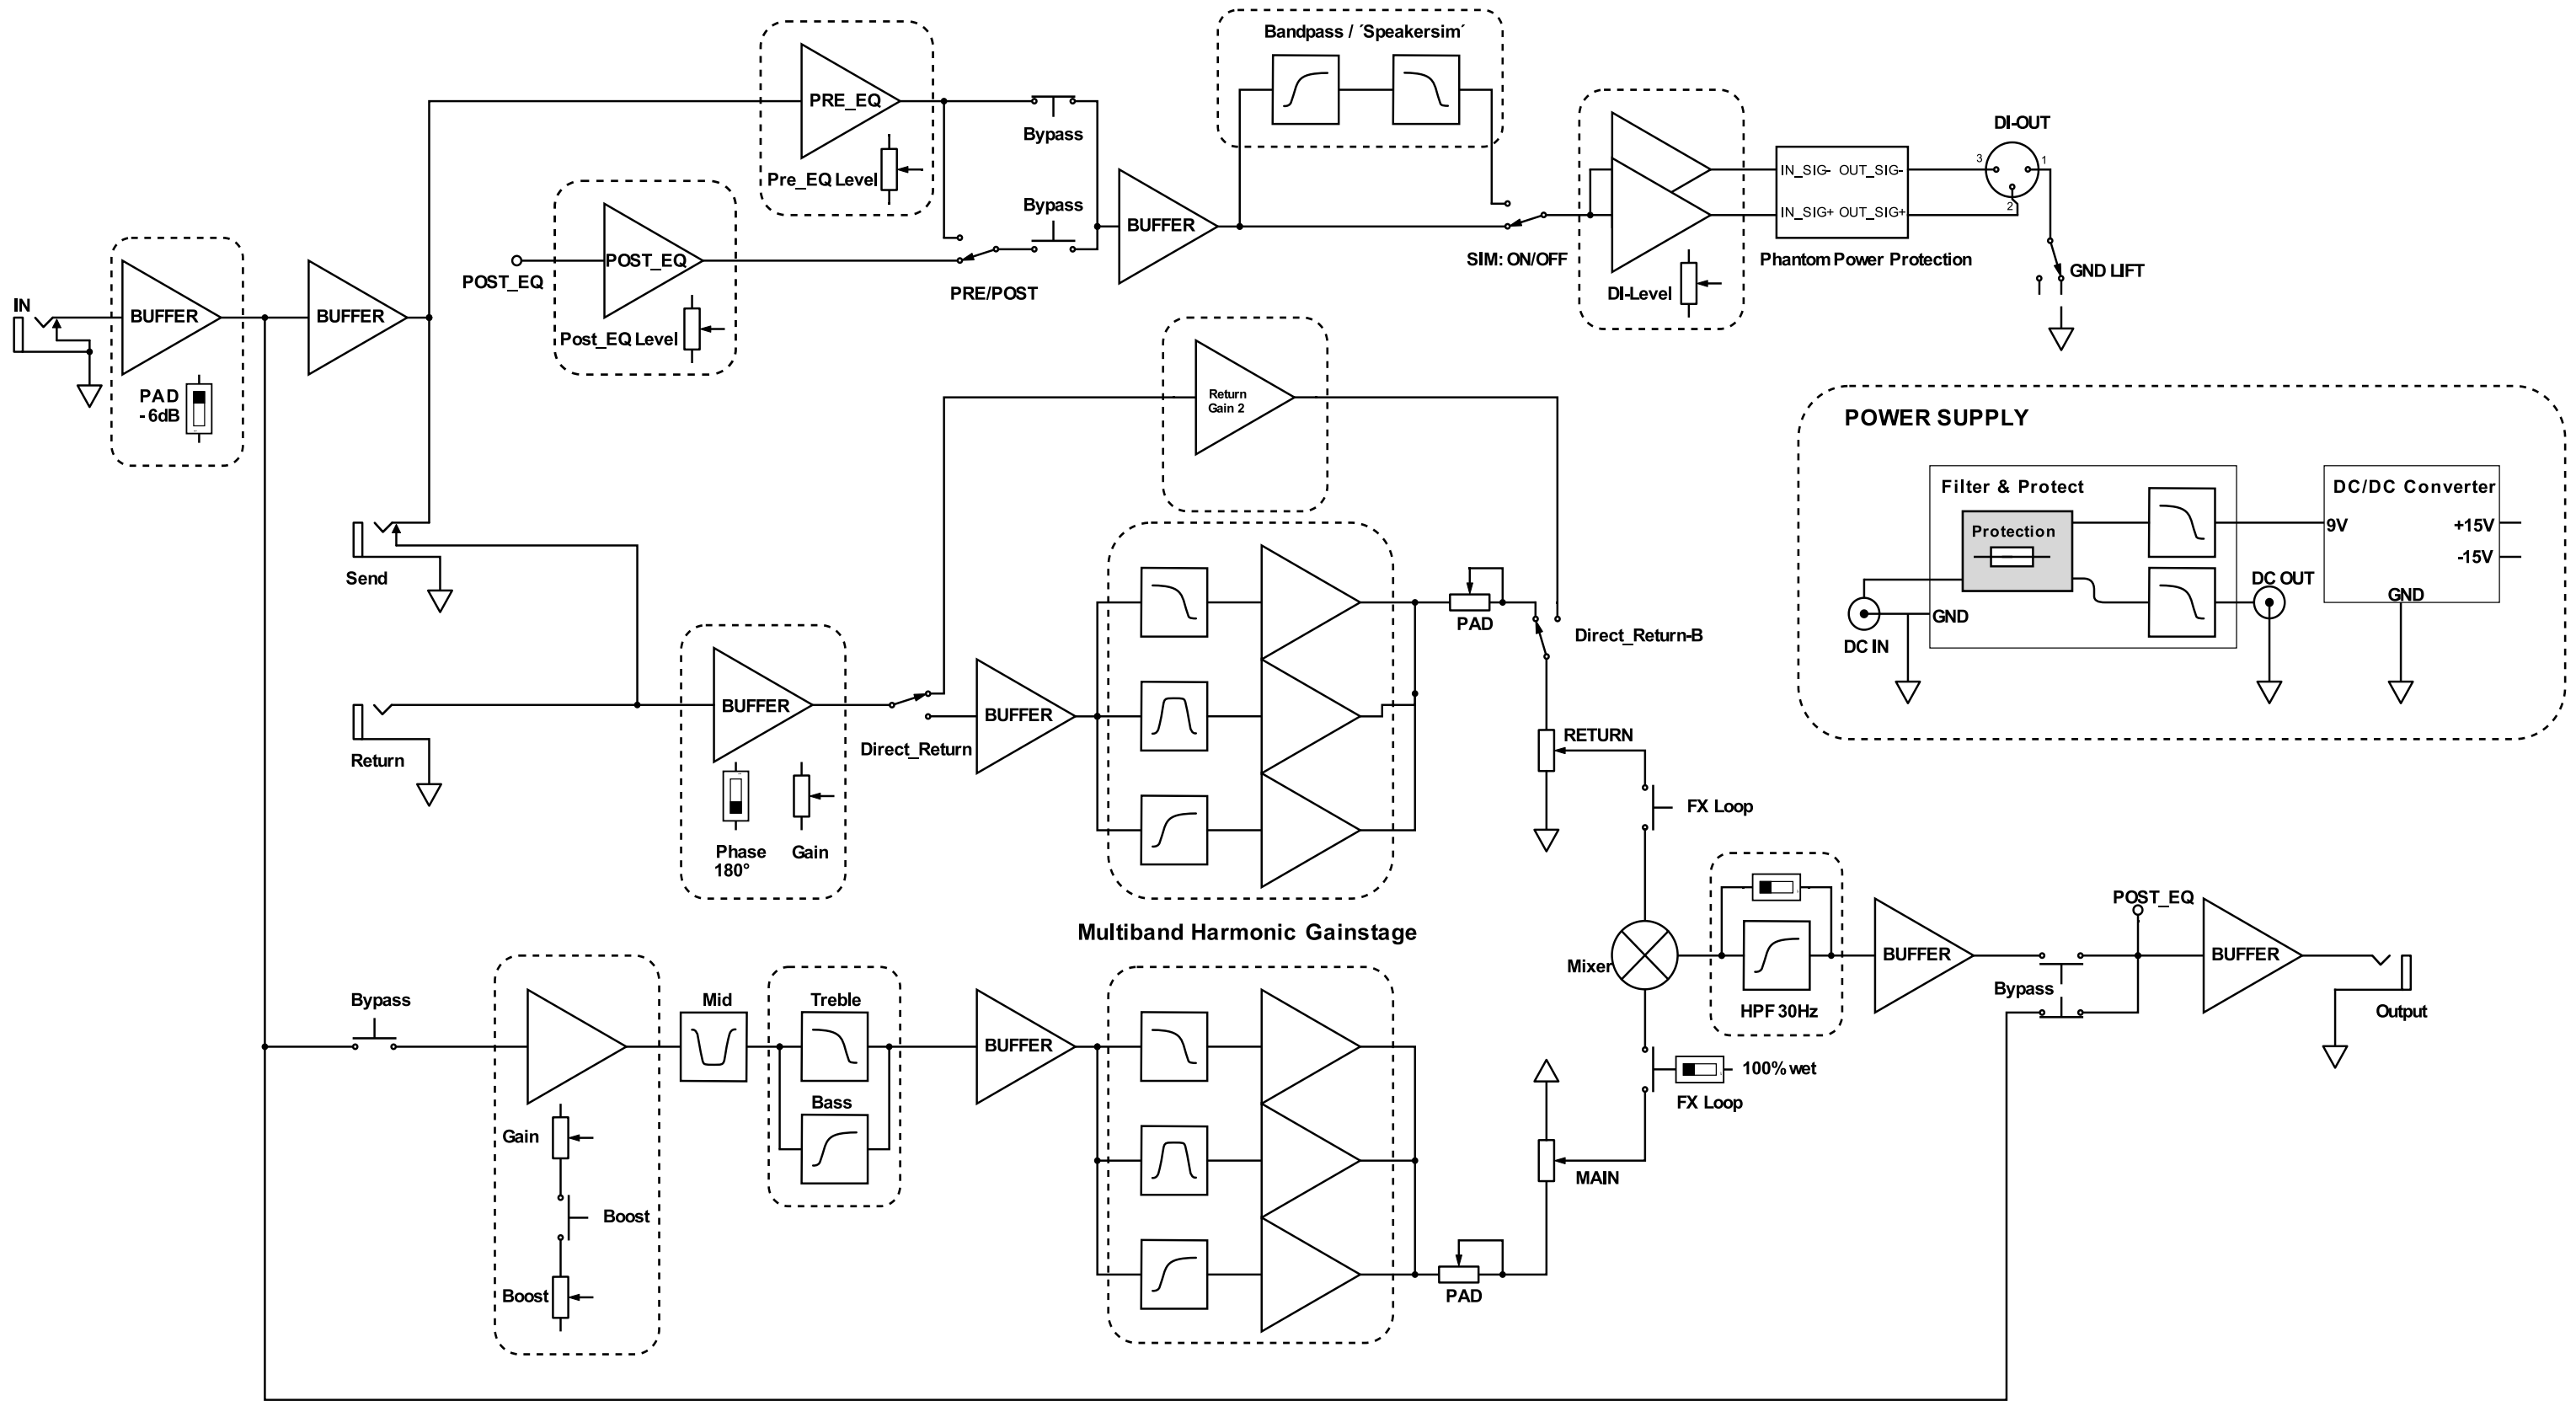 Bandpass / ´Speakersim´
PRE_EQ
Pre_EQ Level
Bypass
Bypass
BUFFER
DI-OUT
3
1
2
IN_SIG- OUT_SIG-
IN_SIG+ OUT_SIG+
Phantom Power Protection
GND LIFT
SIM: ON/OFF
DI-Level
POST_EQ
POST_EQ
Post_EQ Level
PRE/POST
IN
BUFFER
PAD
-6dB
BUFFER
Return
Gain 2
POWER SUPPLY
Filter & Protect
Protection
DC/DC Converter
9V
+15V
-15V
GND
DC OUT
GND
DC IN
Send
Return
BUFFER
Phase
180°
Gain
Direct_Return
BUFFER
PAD
Direct_Return-B
RETURN
FX Loop
Multiband Harmonic Gainstage
Mixer
HPF 30Hz
BUFFER
Bypass
POST_EQ
BUFFER
Output
Bypass
Gain
Boost
Boost
Mid
Treble
Bass
BUFFER
100% wet
FX Loop
MAIN
PAD